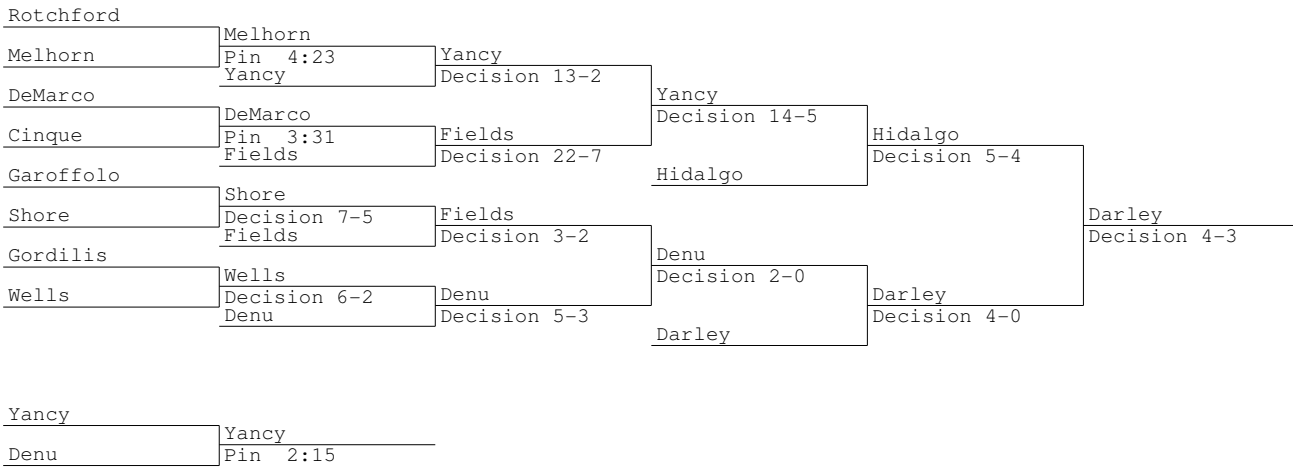 Rotchford
Melhorn
Melhorn
Pin 4:23
Yancy
Yancy
Decision 13-2
DeMarco
Yancy
Decision 14-5
DeMarco
Cinque
Pin 3:31
Fields
Fields
Decision 22-7
Hidalgo
Decision 5-4
Garoffolo
Hidalgo
Shore
Shore
Decision 7-5
Fields
Fields
Decision 3-2
Darley
Decision 4-3
Gordilis
Denu
Decision 2-0
Wells
Wells
Decision 6-2
Denu
Denu
Decision 5-3
Darley
Decision 4-0
Darley
Yancy
Yancy
Denu
Pin 2:15